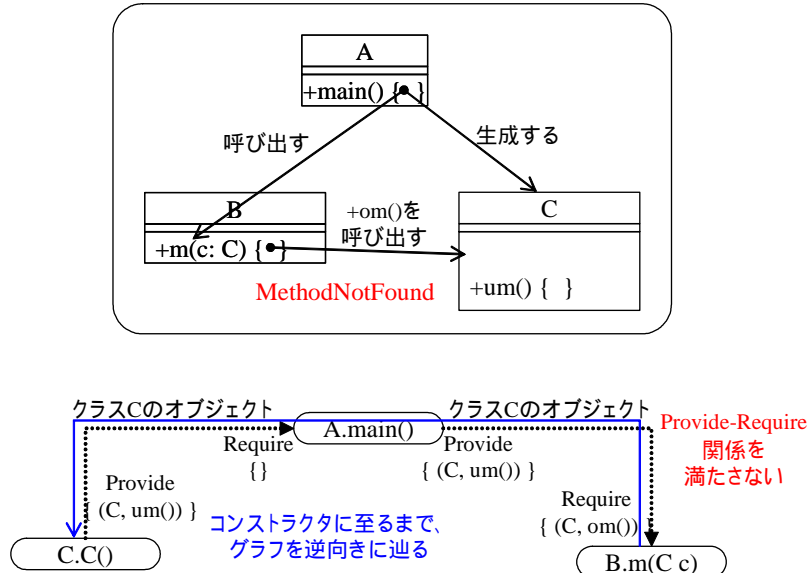 A
+main() { }
呼び出す
生成する
B
+m(c: C) { }
+om()を
呼び出す
C
+um() { }
MethodNotFound
クラスCのオブジェクト
A.main()
クラスCのオブジェクト
Provide-Require
関係を
満たさない
Require
{}
Provide
{ (C, um()) }
Provide
{ (C, um()) }
Require
{ (C, om()) }
コンストラクタに至るまで、
グラフを逆向きに辿る
C.C()
B.m(C c)